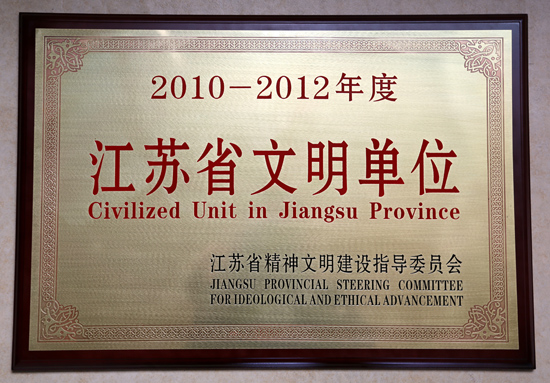 2010－2012年度
江苏省文明单位
Civilized Unit in Jiangsu Province
江苏省精神文明建设指导委员会
JIANGSU PROVINCIAL STEERING COMMITTEE
FOR IDEOLOGICAL AND ETHICAL ADVANCEMENT